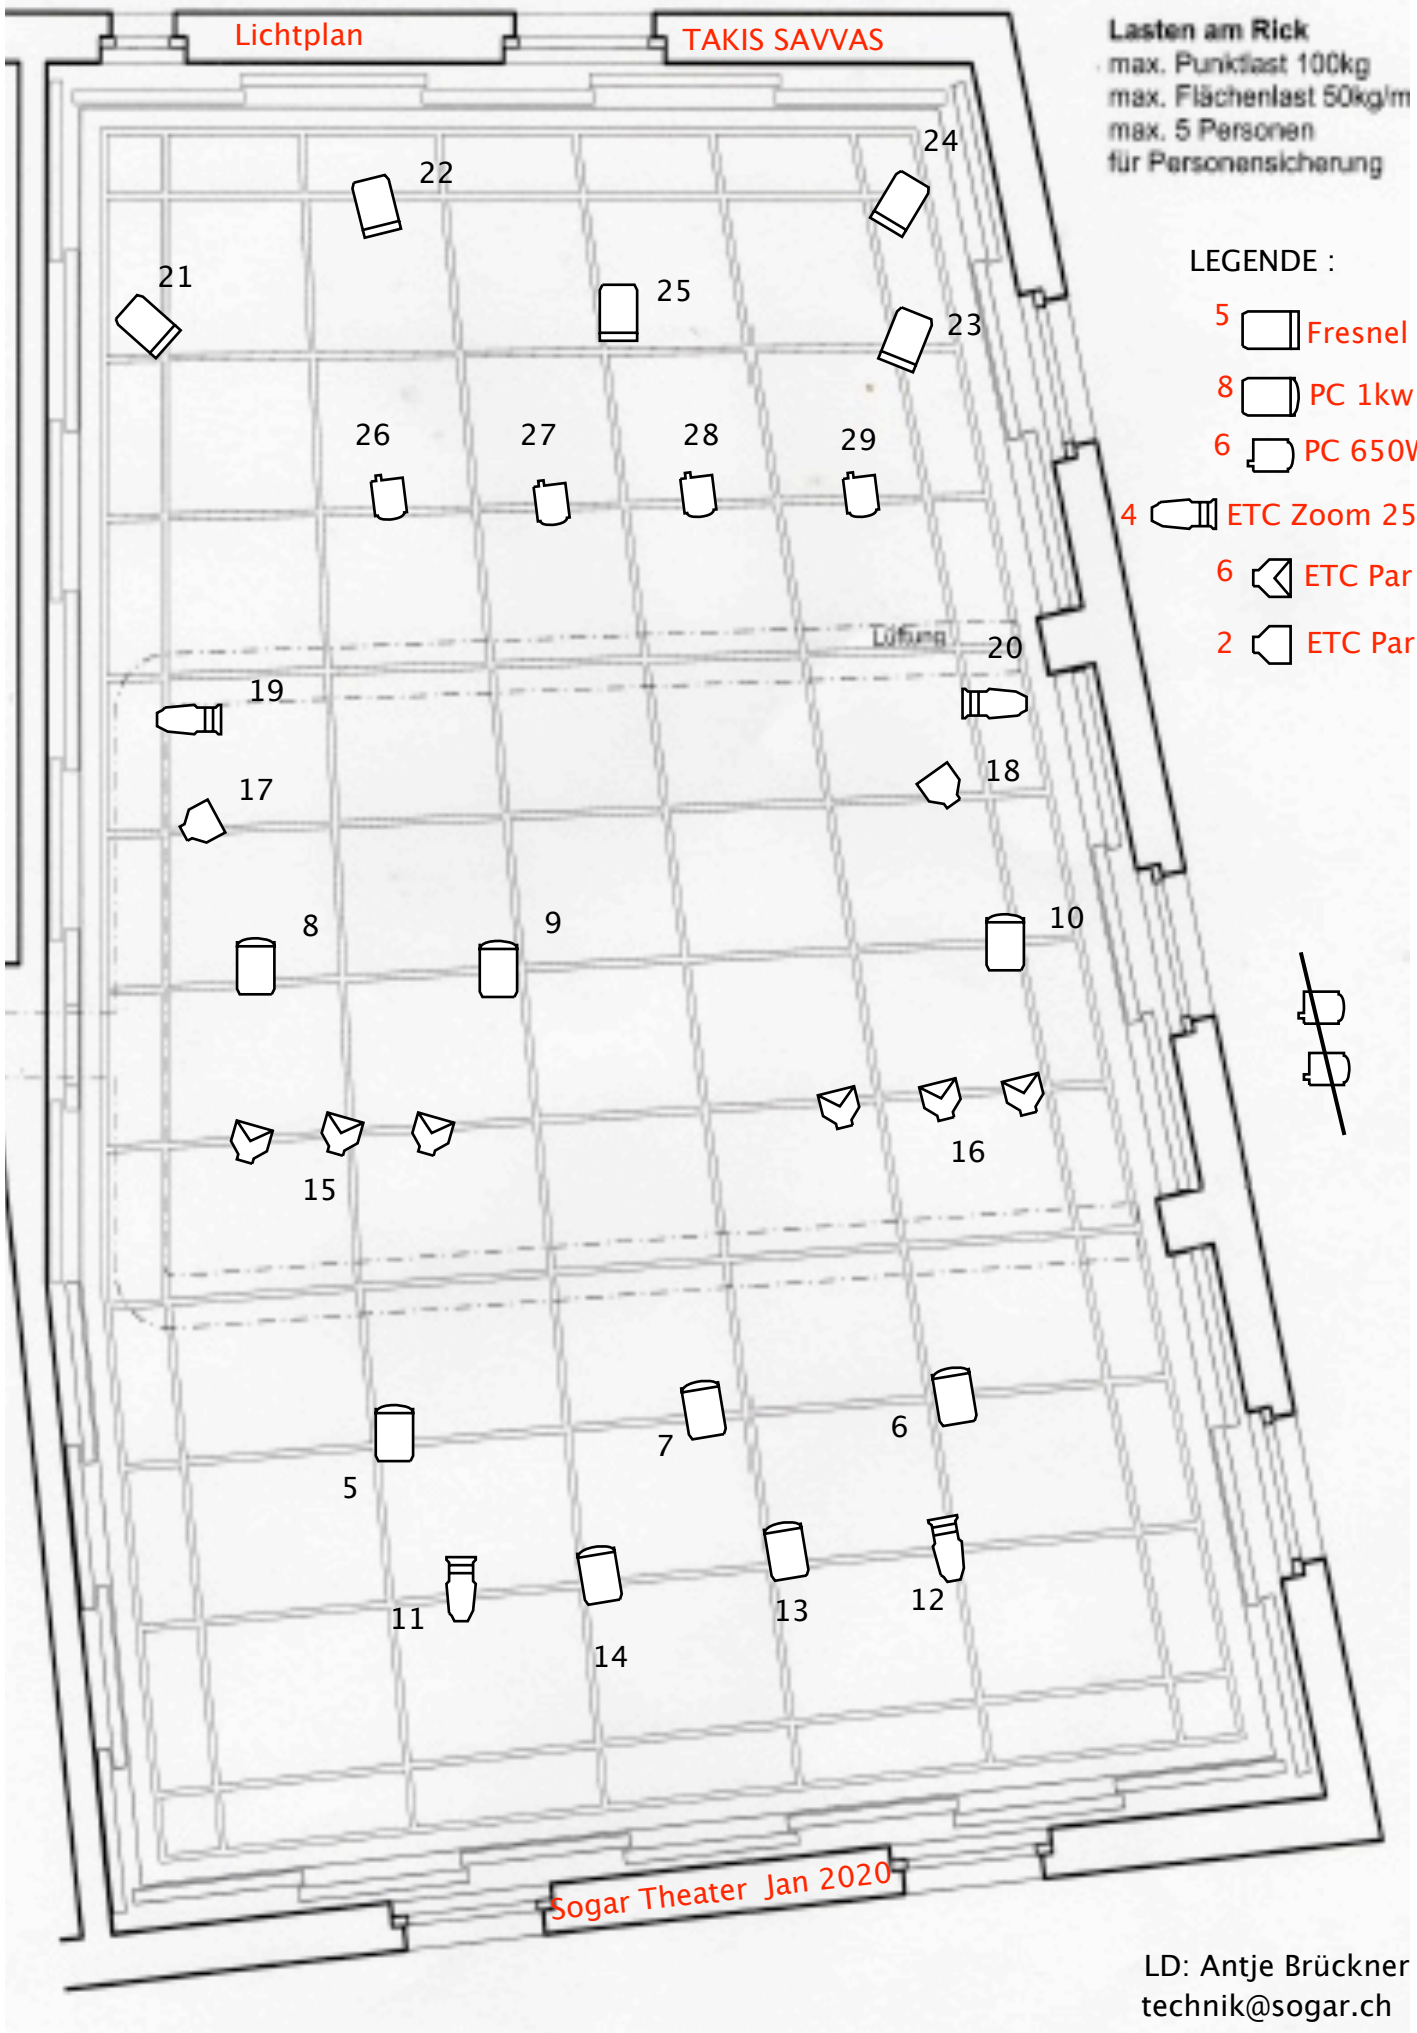 Lichtplan
TAKIS SAVVAS
Lasten am Rick
max. Punktlast 100kg
max. Flächenlast 50kg/m
max. 5 Personen
für Personensicherung
LEGENDE :
5 Fresnel
8 PC 1kw
6 PC 650W
4 ETC Zoom 25
6 ETC Par
2 ETC Par
24
22
21
25
23
26
27
28
29
Lüftung
20
19
18
17
8
9
10
16
15
7
6
5
11
14
13
12
Sogar Theater Jan 2020
LD: Antje Brückner
technik@sogar.ch